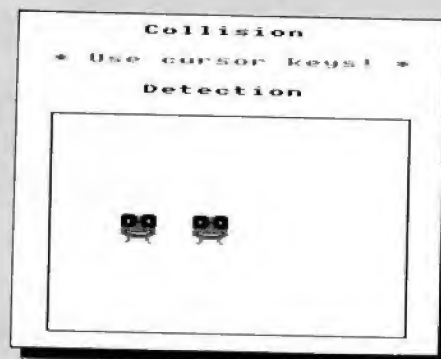 Collision
* Use cursor keys! *
Detection